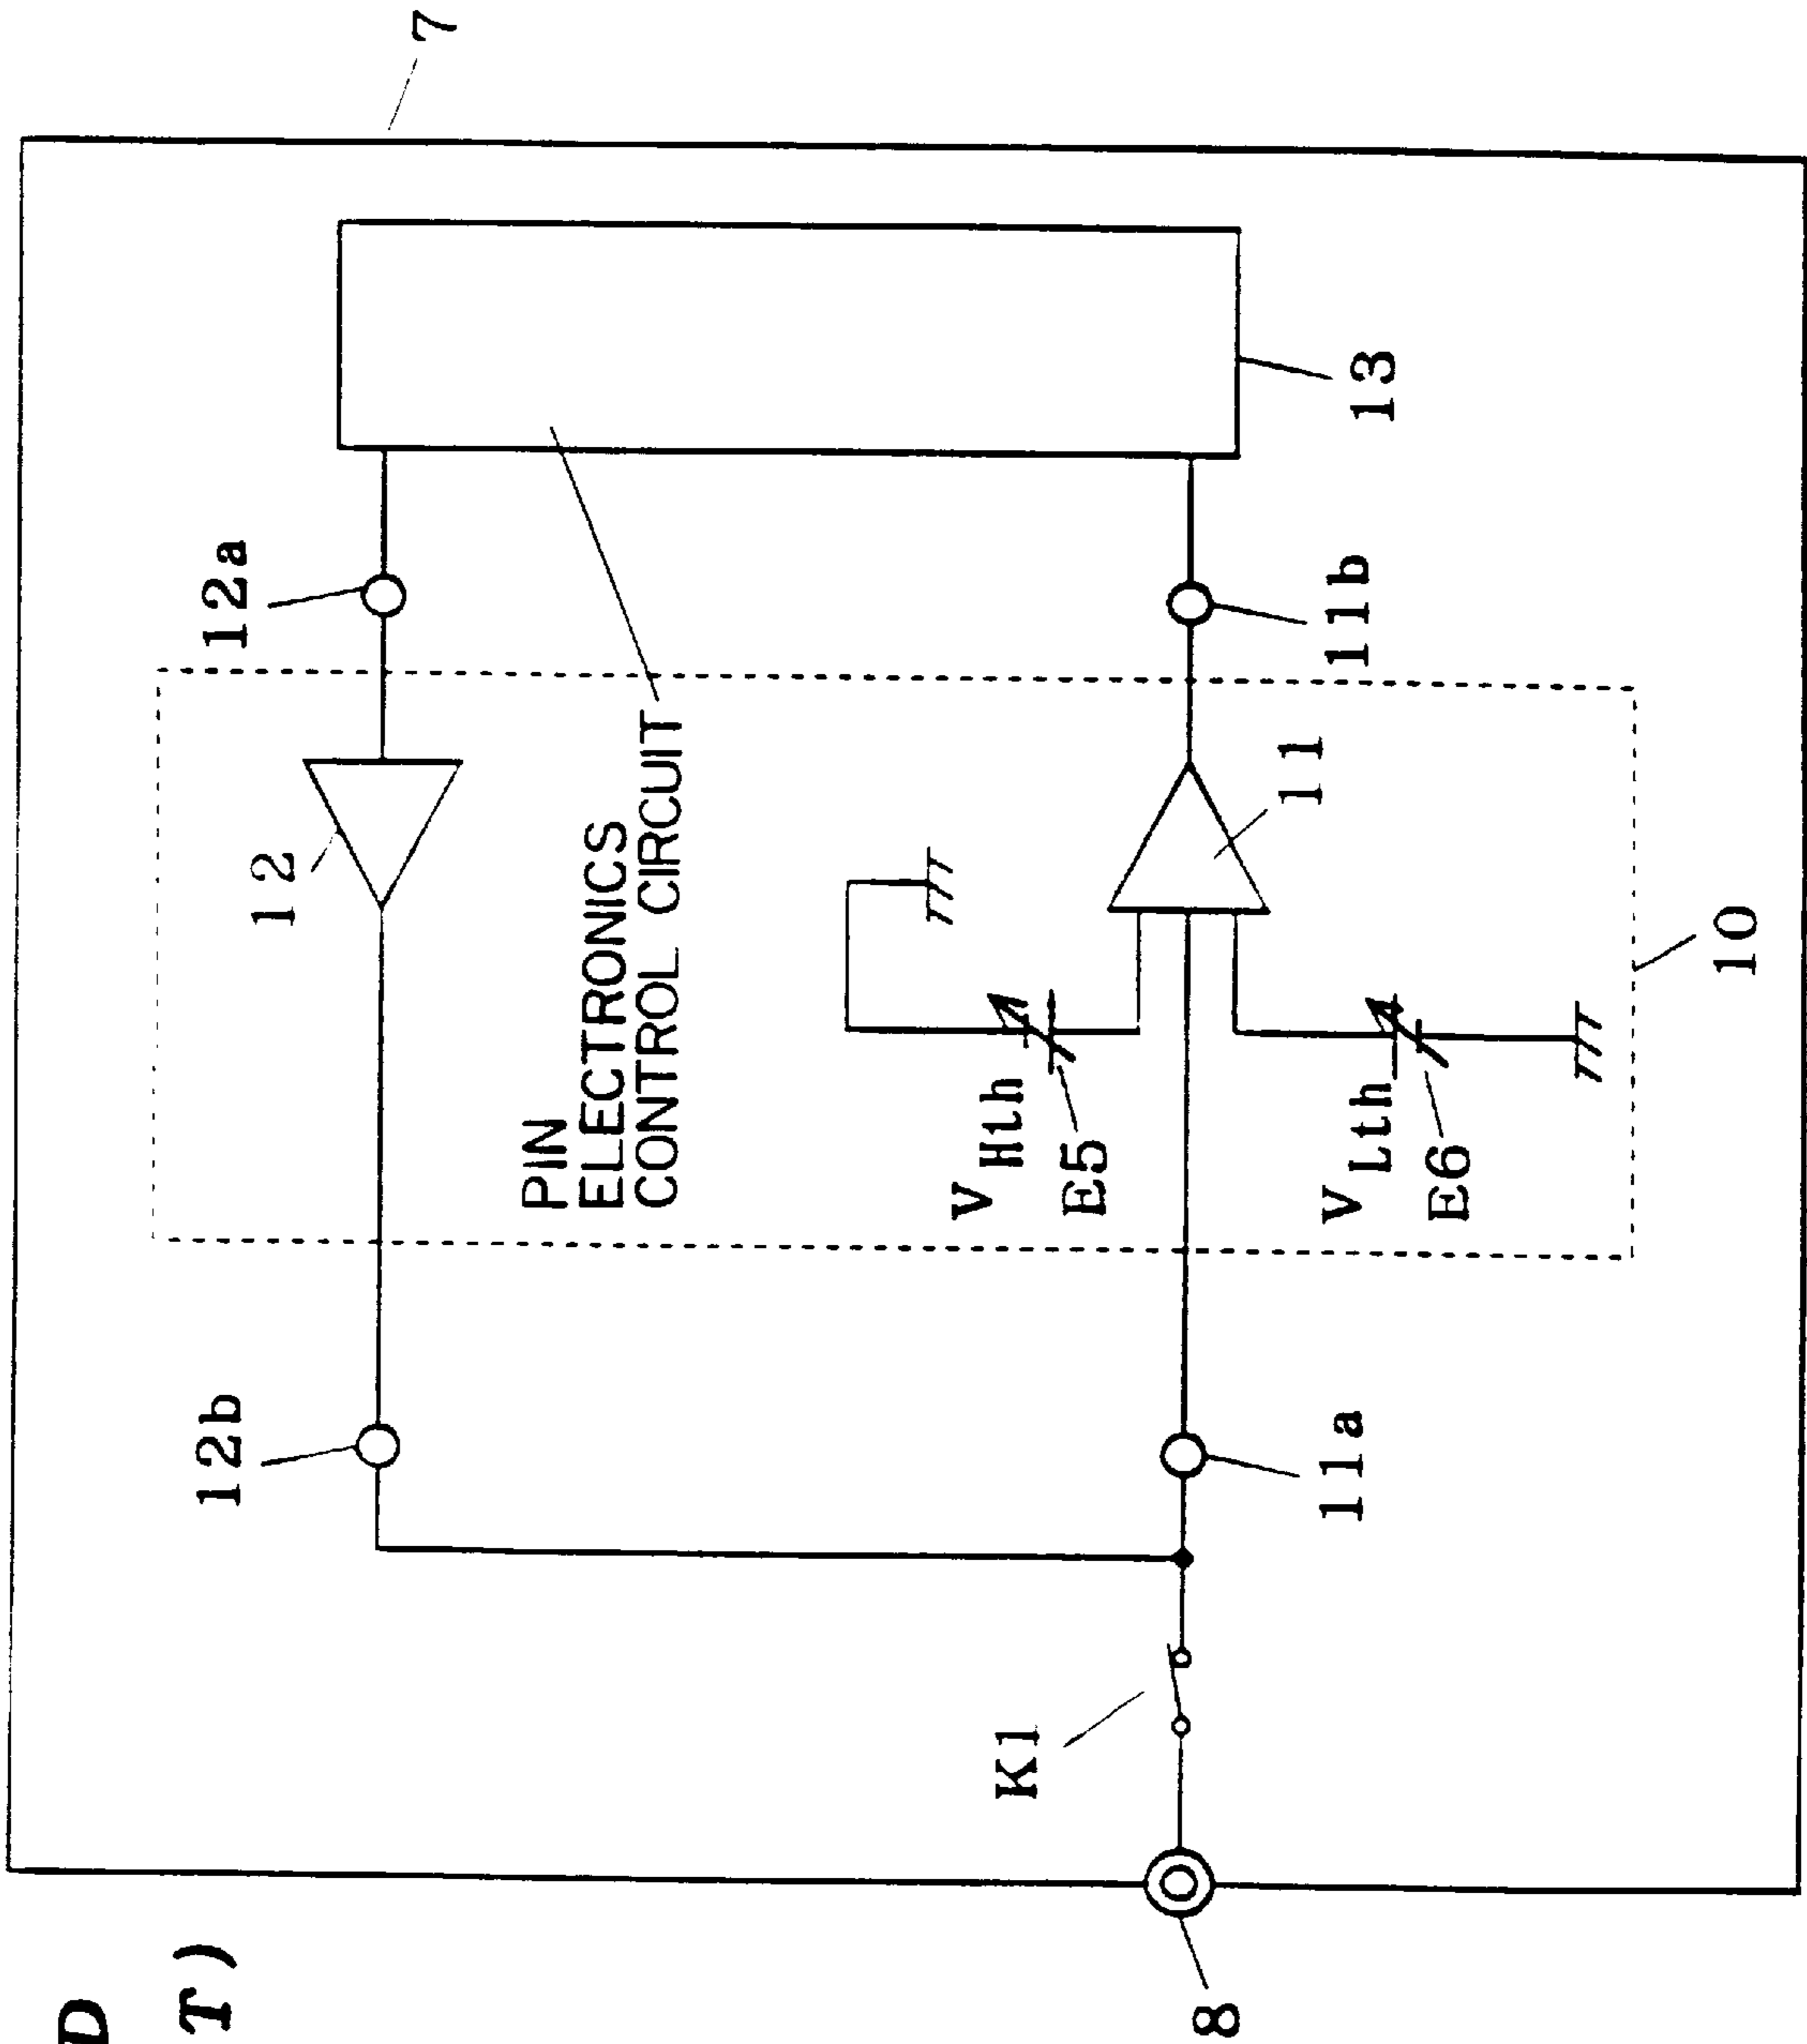 D
T)
7
12b
12
12a
PIN
ELECTRONICS
CONTROL CIRCUIT
V Hth
E5
K1
11
V Lth
E6
8
11a
11b
13
10